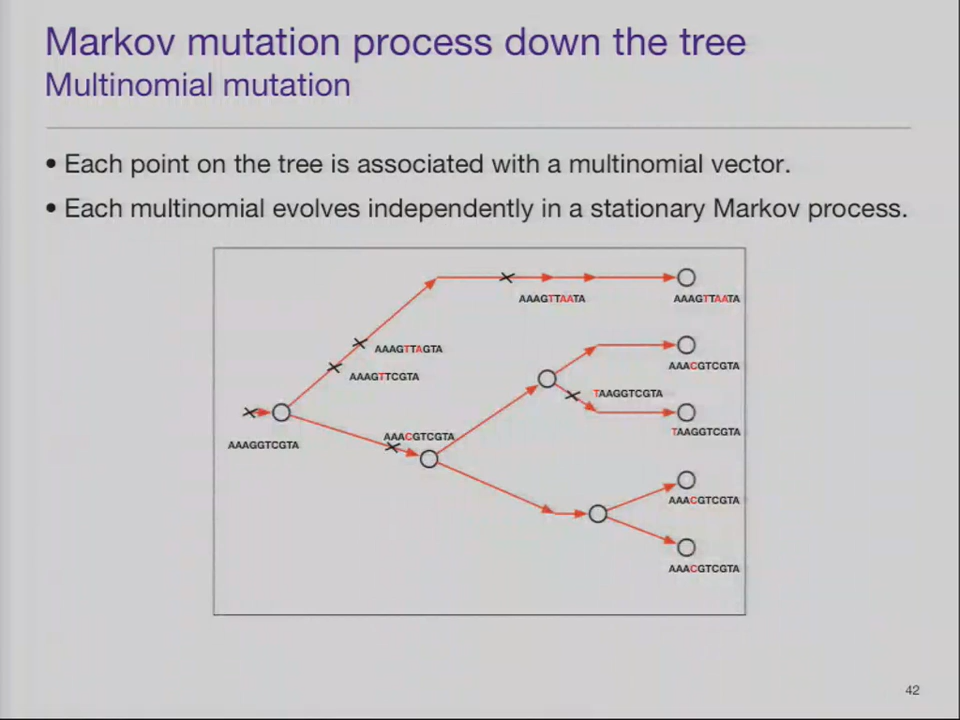 Markov mutation process down the tree
Multinomial mutation
• Each point on the tree is associated with a multinomial vector.
• Each multinomial evolves independently in a stationary Markov process.
AAAGTTAATA
AAAGTTAATA
AAAGTTAGTA
AAACGTCGTA
AAAGTTCGTA
TAAGGTCGTA
AAAGGTCGTA
AAACGTCGTA
TAAGGTCGTA
AAACGTCGTA
AAACGTCGTA
42